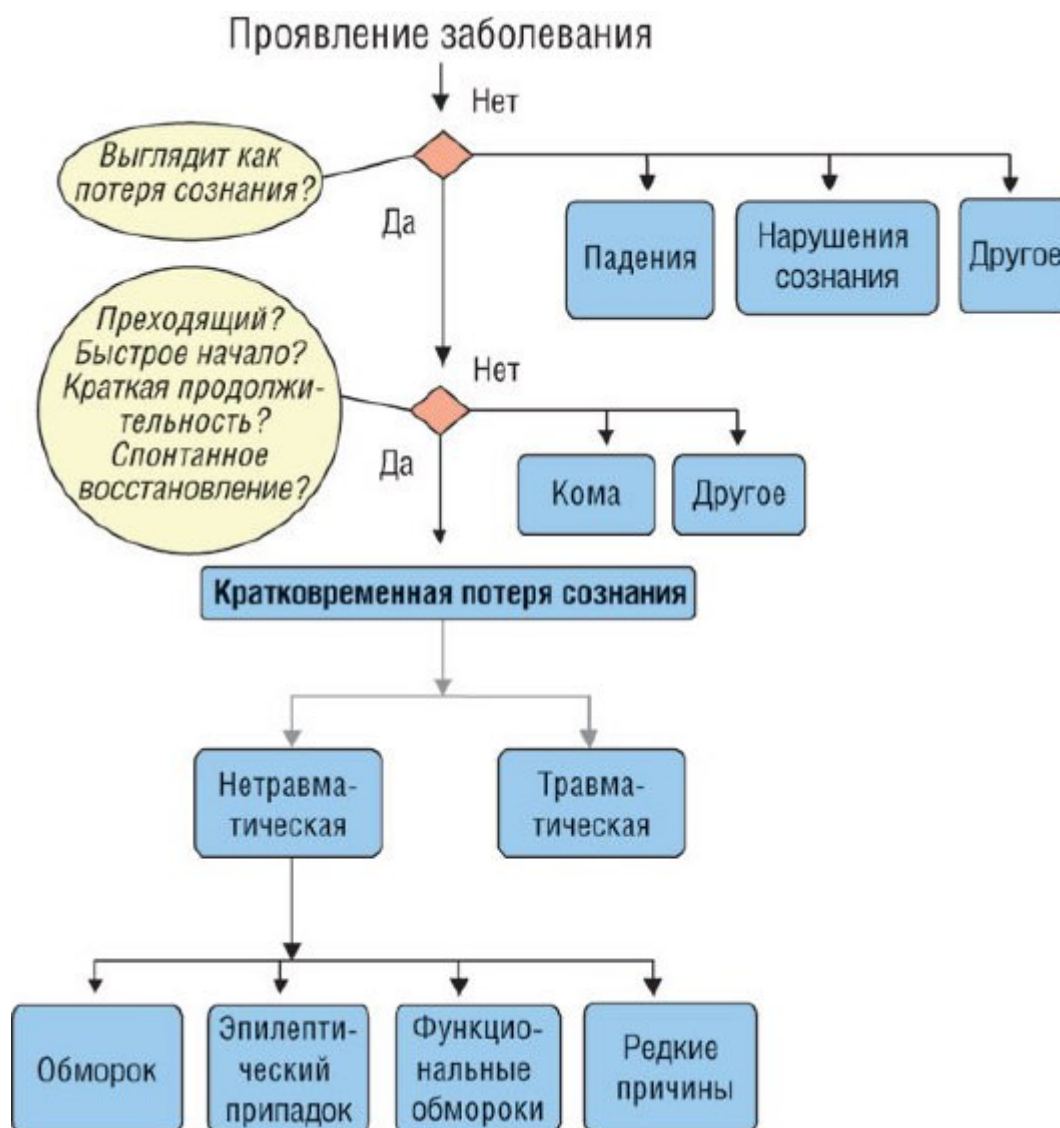 Проявление заболевания
Нет
Выглядит как
потеря сознания?
Да
Падения
Нарушения
сознания
Другое
Преходящий?
Быстрое начало?
Краткая продолжи-
тельность?
Спонтанное
восстановление?
Нет
Да
Кома
Другое
Кратковременная потеря сознания
Нетравма-
тическая
Травма-
тическая
Обморок
Эпилепти-
ческий
припадок
Функцио-
нальные
обмороки
Редкие
причины